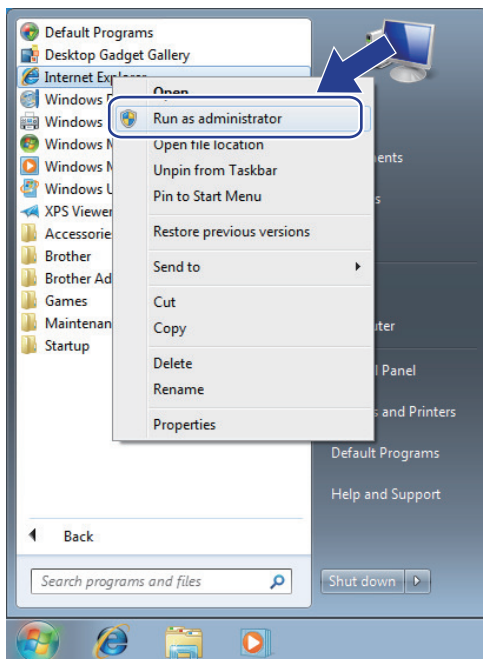 Default Programs
Desktop Gadget Gallery
Internet Explorer
Windows
Windows
Windows
Windows
Windows
XPS Viewer
Accessorie
Brother
Brother Ad
Games
Maintenan
Startup
Back
Search programs and files
Open
Run as administrator
Open file location
Unpin from Taskbar
Pin to Start Menu
Restore previous versions
Send to
Cut
Copy
Delete
Rename
Properties
ents
s
uter
l Panel
s and Printers
Default Programs
Help and Support
Shut down